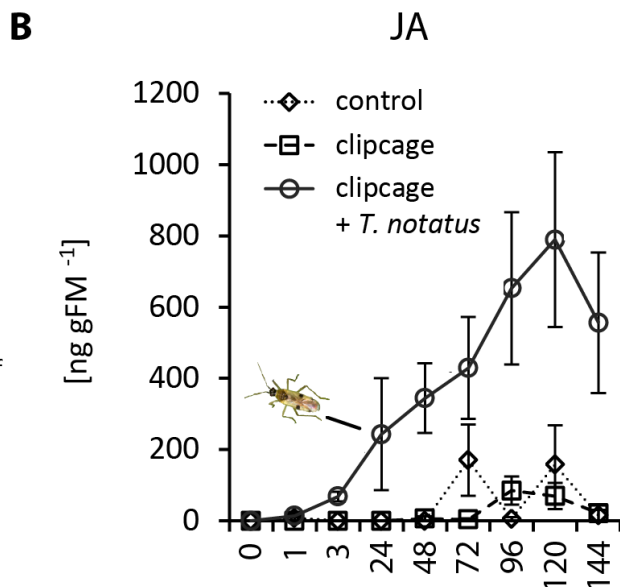 B
JA
1200
1000
800
600
400
200
0
[ng gFM -1]
control
clipcage
clipcage
+ T. notatus
0 1 3 24 48 72 96 120 144